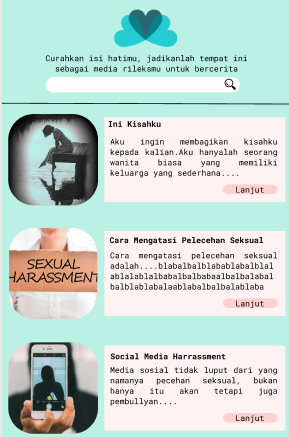 Curahkan isi hatimu, jadikanlah tempat ini
sebagai media rileksmu untuk bercerita
Ini Kisahku
Aku ingin membagikan kisahku
kepada kalian.Aku hanyalah seorang
wanita biasa yang memiliki
keluarga yang sederhana....
Lanjut
SEXUAL
HARASSMENT
Cara Mengatasi Pelecehan Seksual
Cara mengatasi pelecehan seksual
adalah....blabalbalblabablabalblal
ablalablalbabalbalbabaalbalbalabal
balblablabalaablabalbalbalablaba
Lanjut
Social Media Harrassment
Media sosial tidak luput dari yang
namanya pecehan seksual, bukan
hanya itu akan tetapi juga
pembullyan....
Lanjut